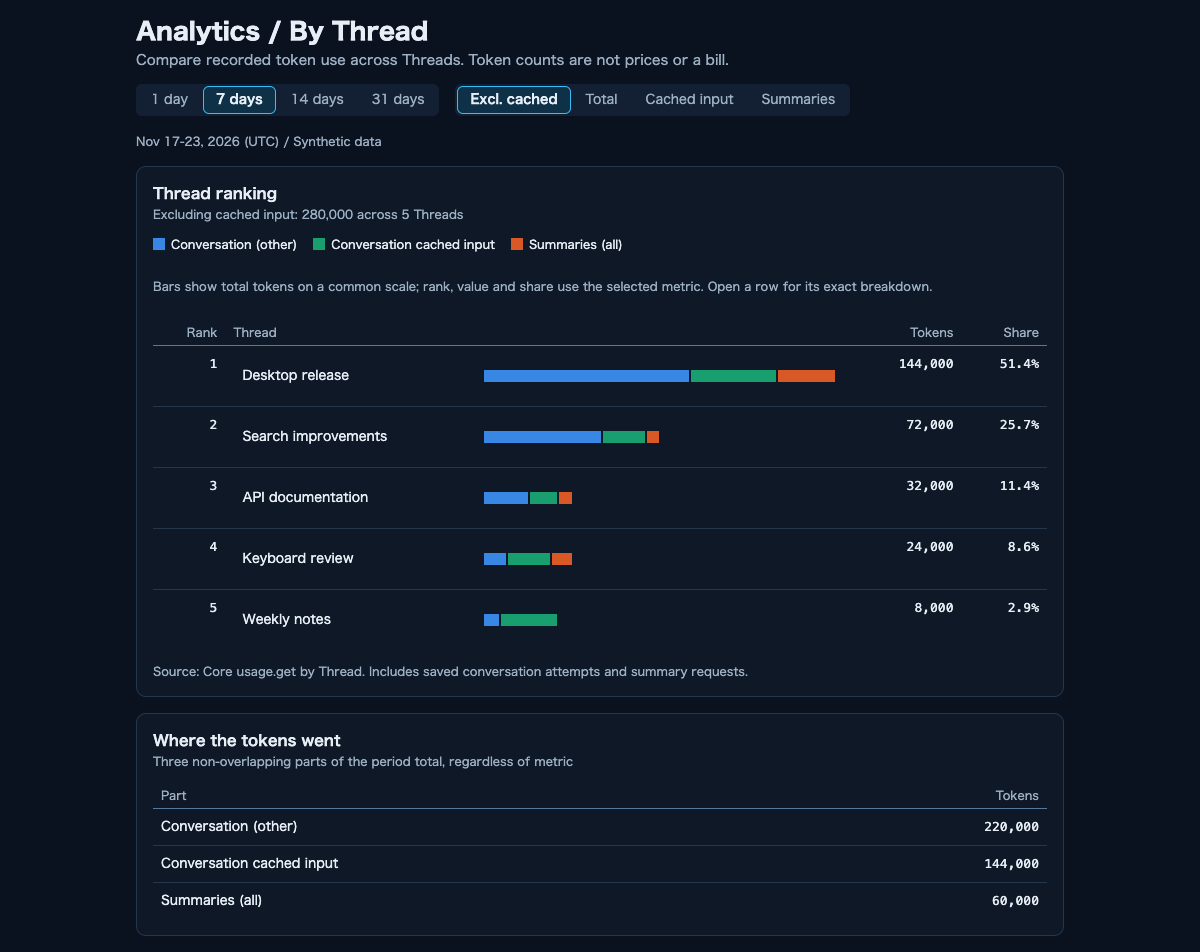 Analytics / By Thread
Compare recorded token use across Threads. Token counts are not prices or a bill.
1 day 7 days 14 days 31 days Excl. cached Total Cached input Summaries
Nov 17-23, 2026 (UTC) / Synthetic data
Thread ranking
Excluding cached input: 280,000 across 5 Threads
Conversation (other) Conversation cached input Summaries (all)
Bars show total tokens on a common scale; rank, value and share use the selected metric. Open a row for its exact breakdown.
Rank Thread Tokens Share
1 Desktop release 144,000 51.4%
2 Search improvements 72,000 25.7%
3 API documentation 32,000 11.4%
4 Keyboard review 24,000 8.6%
5 Weekly notes 8,000 2.9%
Source: Core usage.get by Thread. Includes saved conversation attempts and summary requests.
Where the tokens went
Three non-overlapping parts of the period total, regardless of metric
Part Tokens
Conversation (other) 220,000
Conversation cached input 144,000
Summaries (all) 60,000